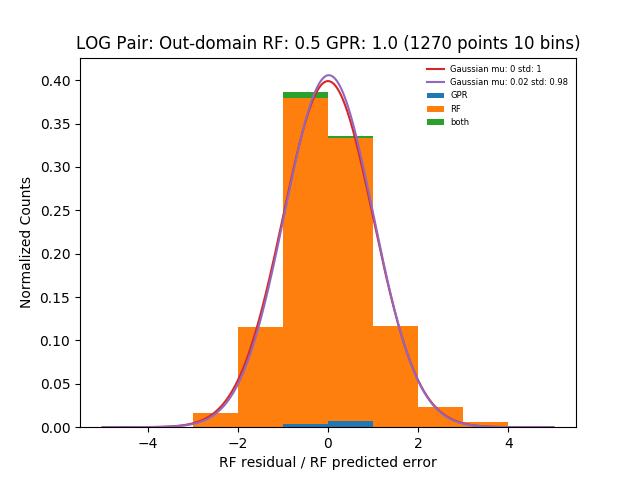 LOG Pair: Out-domain RF: 0.5 GPR: 1.0 (1270 points 10 bins)
Gaussian mu: 0 std: 1
Gaussian mu: 0.02 std: 0.98
GPR
RF
both
Normalized Counts
0.40
0.35
0.30
0.25
0.20
0.15
0.10
0.05
0.00
−4
−2
0
2
4
RF residual / RF predicted error